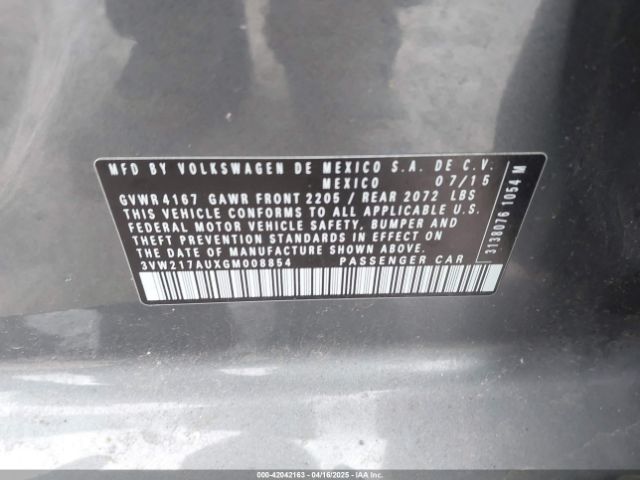 MFD BY VOLKSWAGEN DE MEXICO S.A. DE C.V.
MEXICO 07/15
GVWR 4167 GAWR FRONT 2205 / REAR 2072 LBS
THIS VEHICLE CONFORMS TO ALL APPLICABLE U.S.
FEDERAL MOTOR VEHICLE SAFETY, BUMPER AND
THEFT PREVENTION STANDARDS IN EFFECT ON
THE DATE OF MANUFACTURE SHOWN ABOVE.
3VW217AUXGM008854 PASSENGER CAR
3138076 1054 M
000-42042163 - 04/16/2025 - IAAI.COM